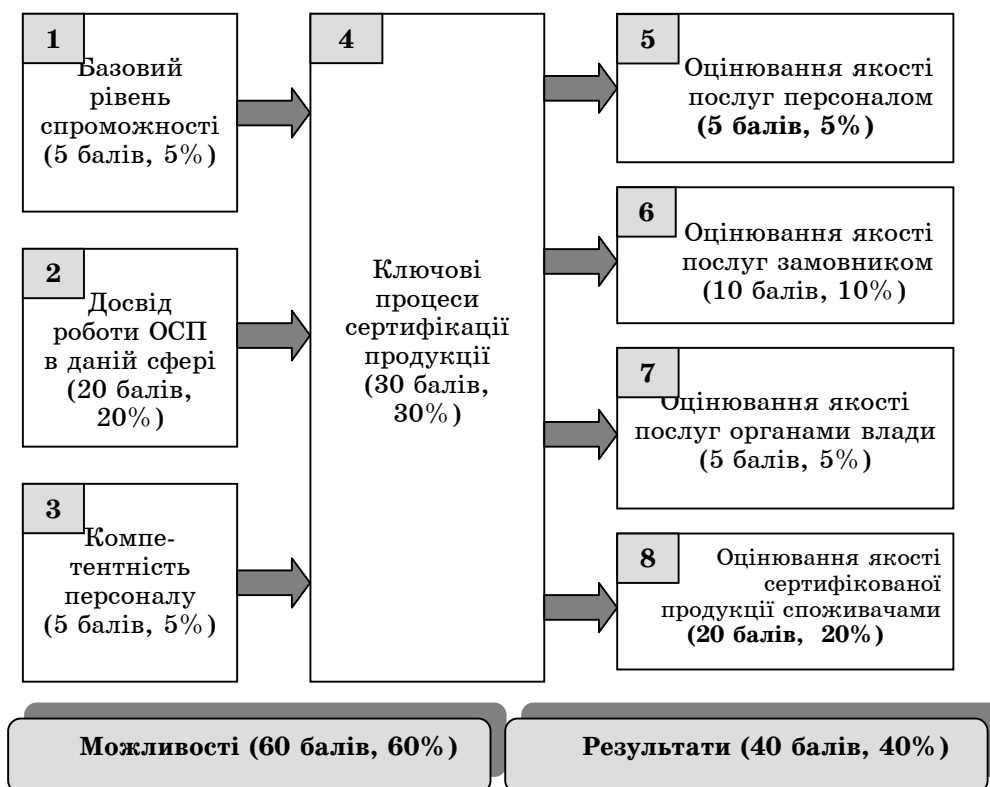 1
Базовий
рівень
спроможності
(5 балів, 5%)
2
Досвід
роботи ОСП
в даній сфері
(20 балів,
20%)
3
Компе-
тентність
персоналу
(5 балів, 5%)
4
Ключові
процеси
сертифікації
продукції
(30 балів,
30%)
5
Оцінювання якості
послуг персоналом
(5 балів, 5%)
6
Оцінювання якості
послуг замовником
(10 балів, 10%)
7
Оцінювання якості
послуг органами влади
(5 балів, 5%)
8
Оцінювання якості
сертифікованої
продукції споживачами
(20 балів, 20%)
Можливості (60 балів, 60%)
Результати (40 балів, 40%)